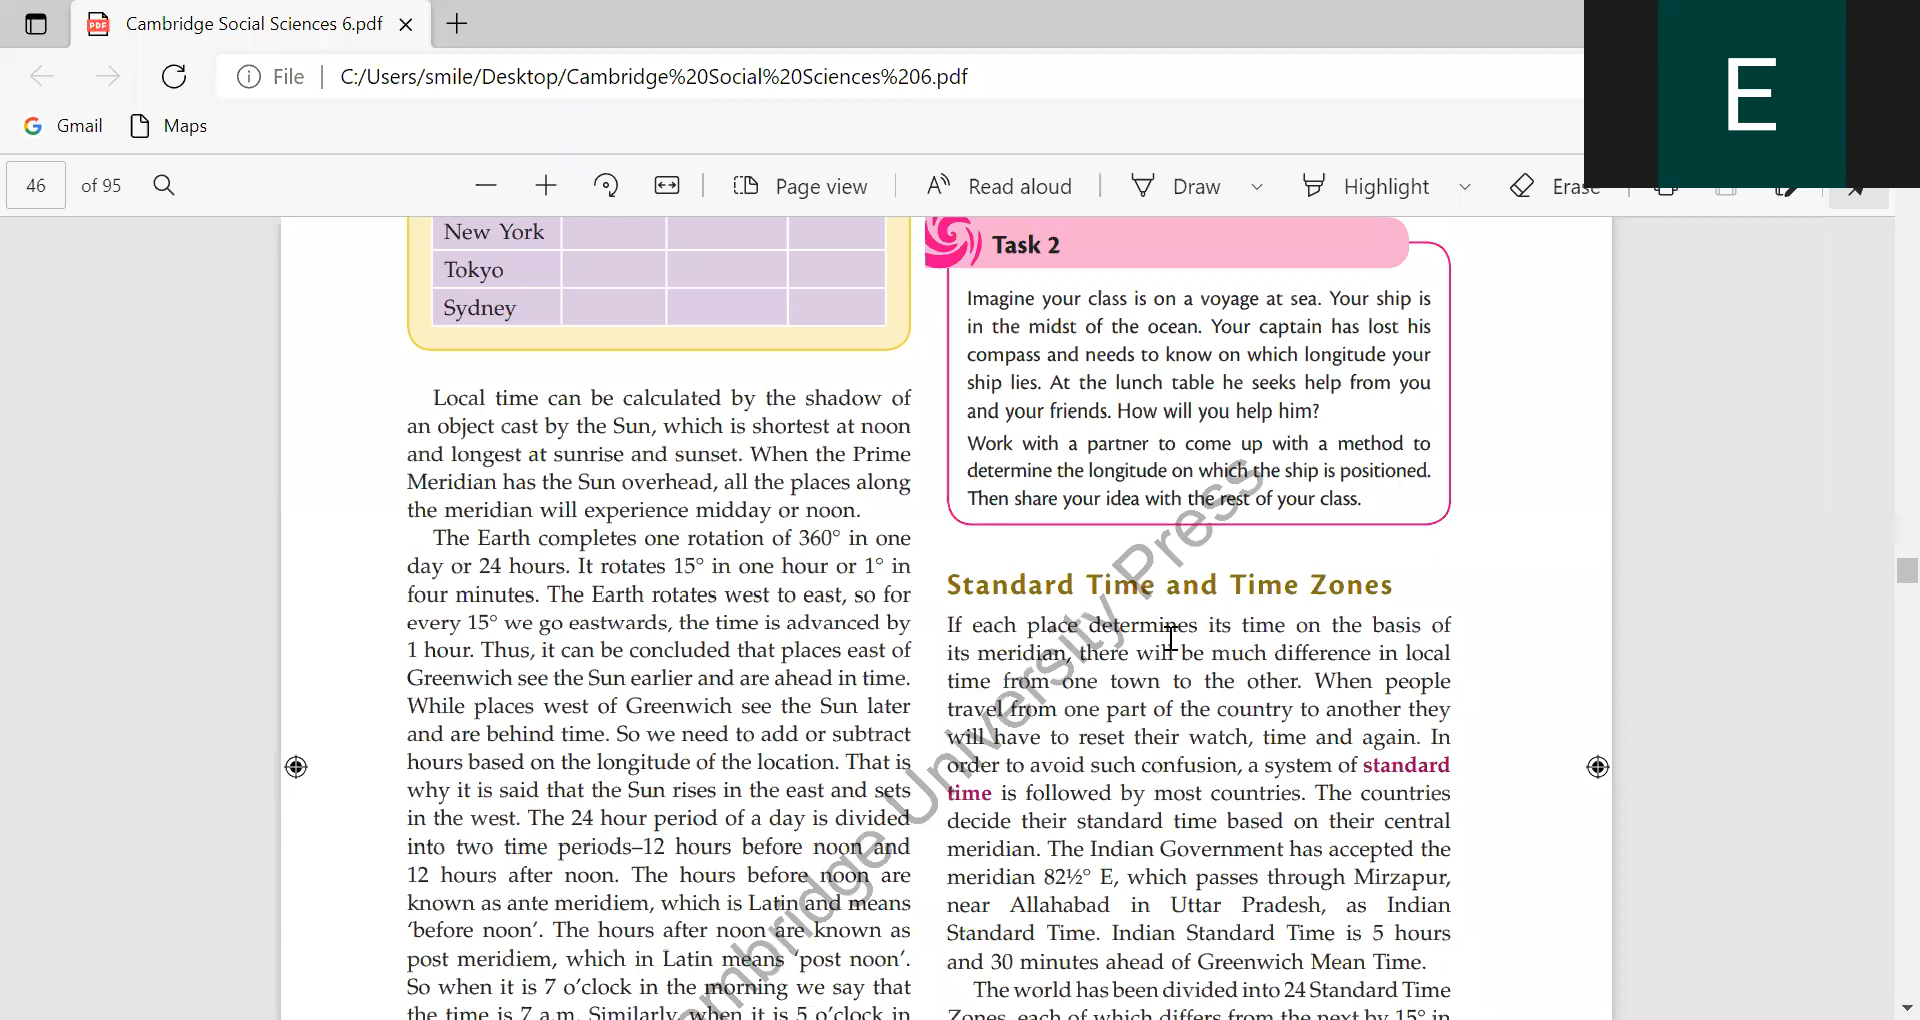 Cambridge Social Sciences 6.pdf
File
C:/Users/smile/Desktop/Cambridge%20Social%20Sciences%206.pdf
Gmail
Maps
46 of 95
Page view
Read aloud
Draw
Highlight
Erase
E
New York
Tokyo
Sydney
Local time can be calculated by the shadow of
an object cast by the Sun, which is shortest at noon
and longest at sunrise and sunset. When the Prime
Meridian has the Sun overhead, all the places along
the meridian will experience midday or noon.
The Earth completes one rotation of 360° in one
day or 24 hours. It rotates 15° in one hour or 1° in
four minutes. The Earth rotates west to east, so for
every 15° we go eastwards, the time is advanced by
1 hour. Thus, it can be concluded that places east of
Greenwich see the Sun earlier and are ahead in time.
While places west of Greenwich see the Sun later
and are behind time. So we need to add or subtract
hours based on the longitude of the location. That is
why it is said that the Sun rises in the east and sets
in the west. The 24 hour period of a day is divided
into two time periods–12 hours before noon and
12 hours after noon. The hours before noon are
known as ante meridiem, which is Latin and means
‘before noon’. The hours after noon are known as
post meridiem, which in Latin means ‘post noon’.
So when it is 7 o’clock in the morning we say that
the time is 7 a.m. Similarly, when it is 5 o’clock in
Task 2
Imagine your class is on a voyage at sea. Your ship is
in the midst of the ocean. Your captain has lost his
compass and needs to know on which longitude your
ship lies. At the lunch table he seeks help from you
and your friends. How will you help him?
Work with a partner to come up with a method to
determine the longitude on which the ship is positioned.
Then share your idea with the rest of your class.
Standard Time and Time Zones
If each place determines its time on the basis of
its meridian, there will be much difference in local
time from one town to the other. When people
travel from one part of the country to another they
will have to reset their watch, time and again. In
order to avoid such confusion, a system of standard
time is followed by most countries. The countries
decide their standard time based on their central
meridian. The Indian Government has accepted the
meridian 82½° E, which passes through Mirzapur,
near Allahabad in Uttar Pradesh, as Indian
Standard Time. Indian Standard Time is 5 hours
and 30 minutes ahead of Greenwich Mean Time.
The world has been divided into 24 Standard Time
Zones, each of which differs from the next by 15° in
ambridge University Press